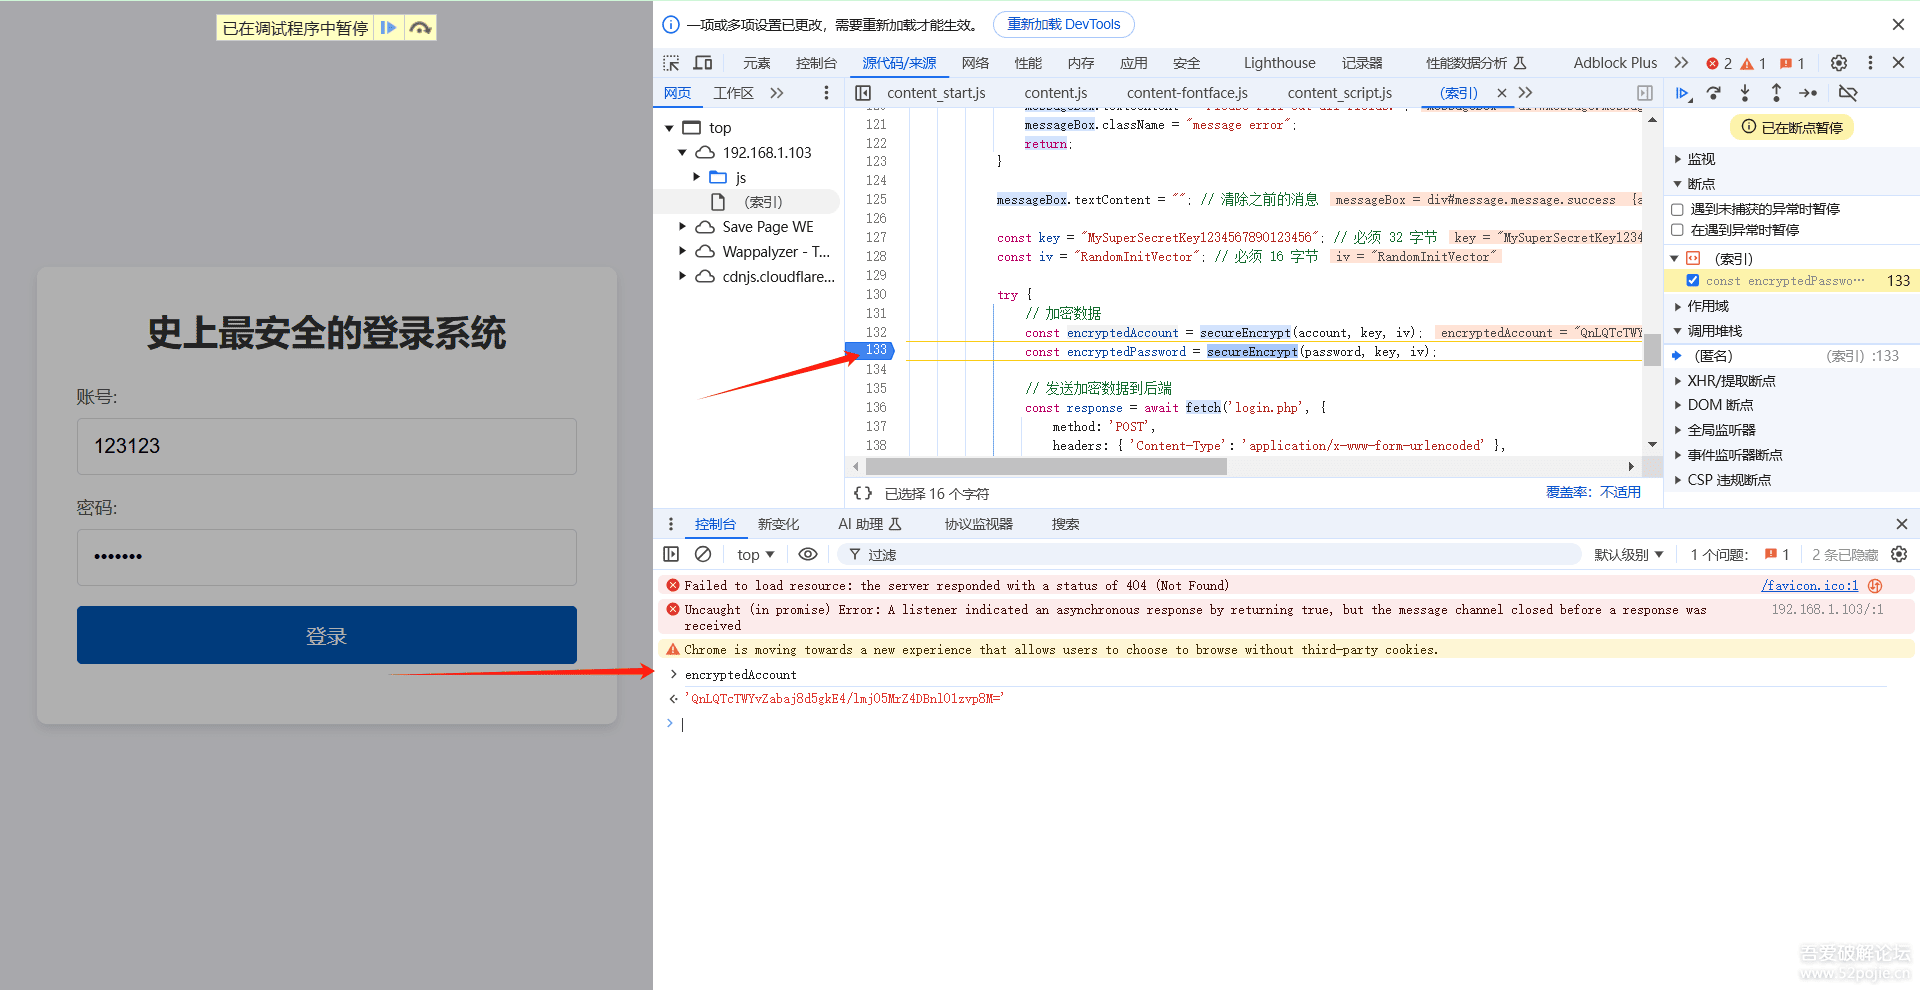 已在调试程序中暂停
史上最安全的登录系统
账号:
123123
密码:
•••••••
登录
一项或多项设置已更改，需要重新加载才能生效。 重新加载 DevTools
元素 控制台 源代码/来源 网络 性能 内存 应用 安全 Lighthouse 记录器 性能数据分析 Adblock Plus 2 1 1
网页 工作区
content_start.js content.js content-fontface.js content_script.js （索引）
top
192.168.1.103
js
（索引）
Save Page WE
Wappalyzer - T...
cdnjs.cloudflare...
121 messageBox.className = "message error";
122 return;
123 }
124
125 messageBox.textContent = ""; // 清除之前的消息 messageBox = div#message.message.success {a
126
127 const key = "MySuperSecretKey1234567890123456"; // 必须 32 字节 key = "MySuperSecretKey1234
128 const iv = "RandomInitVector"; // 必须 16 字节 iv = "RandomInitVector"
129
130 try {
131 // 加密数据
132 const encryptedAccount = secureEncrypt(account, key, iv); encryptedAccount = "QnLQTcTWY
133 const encryptedPassword = secureEncrypt(password, key, iv);
134
135 // 发送加密数据到后端
136 const response = await fetch('login.php', {
137 method: 'POST',
138 headers: { 'Content-Type': 'application/x-www-form-urlencoded' },
{} 已选择 16 个字符 覆盖率：不适用
已在断点暂停
监视
断点
遇到未捕获的异常时暂停
在遇到异常时暂停
（索引）
const encryptedPasswo… 133
作用域
调用堆栈
（匿名） （索引）:133
XHR/提取断点
DOM 断点
全局监听器
事件监听器断点
CSP 违规断点
控制台 新变化 AI 助理 协议监视器 搜索
top 过滤 默认级别 1 个问题： 1 2 条已隐藏
Failed to load resource: the server responded with a status of 404 (Not Found) /favicon.ico:1
Uncaught (in promise) Error: A listener indicated an asynchronous response by returning true, but the message channel closed before a response was 192.168.1.103/:1
received
Chrome is moving towards a new experience that allows users to choose to browse without third-party cookies.
encryptedAccount
'QnLQTcTWYvZabaj8d5gkE4/lmjO5MrZ4DBnlO1zvp8M='
吾爱破解论坛
www.52pojie.cn